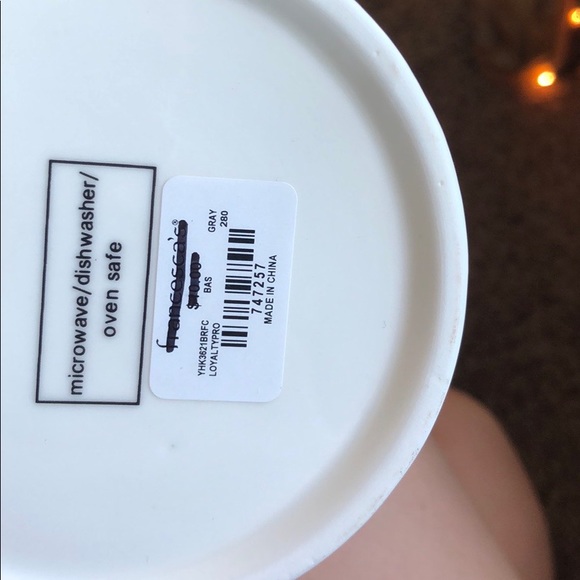 microwave/dishwasher/
oven safe
francesca's®
BAS
GRAY
280
YHK3621BRFC
LOYALTYPRO
747257
MADE IN CHINA